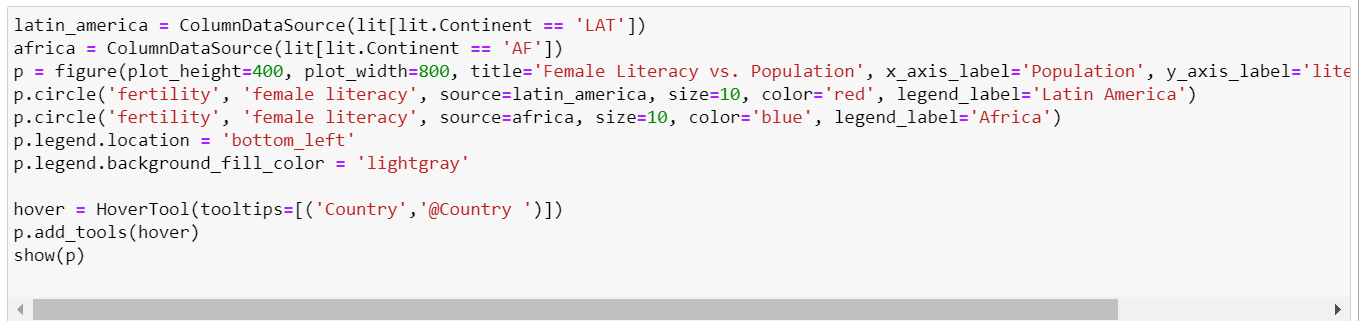 latin_america = ColumnDataSource(lit[lit.Continent == 'LAT'])
africa = ColumnDataSource(lit[lit.Continent == 'AF'])
p = figure(plot_height=400, plot_width=800, title='Female Literacy vs. Population', x_axis_label='Population', y_axis_label='lite
p.circle('fertility', 'female literacy', source=latin_america, size=10, color='red', legend_label='Latin America')
p.circle('fertility', 'female literacy', source=africa, size=10, color='blue', legend_label='Africa')
p.legend.location = 'bottom_left'
p.legend.background_fill_color = 'lightgray'

hover = HoverTool(tooltips=[('Country','@Country ')])
p.add_tools(hover)
show(p)